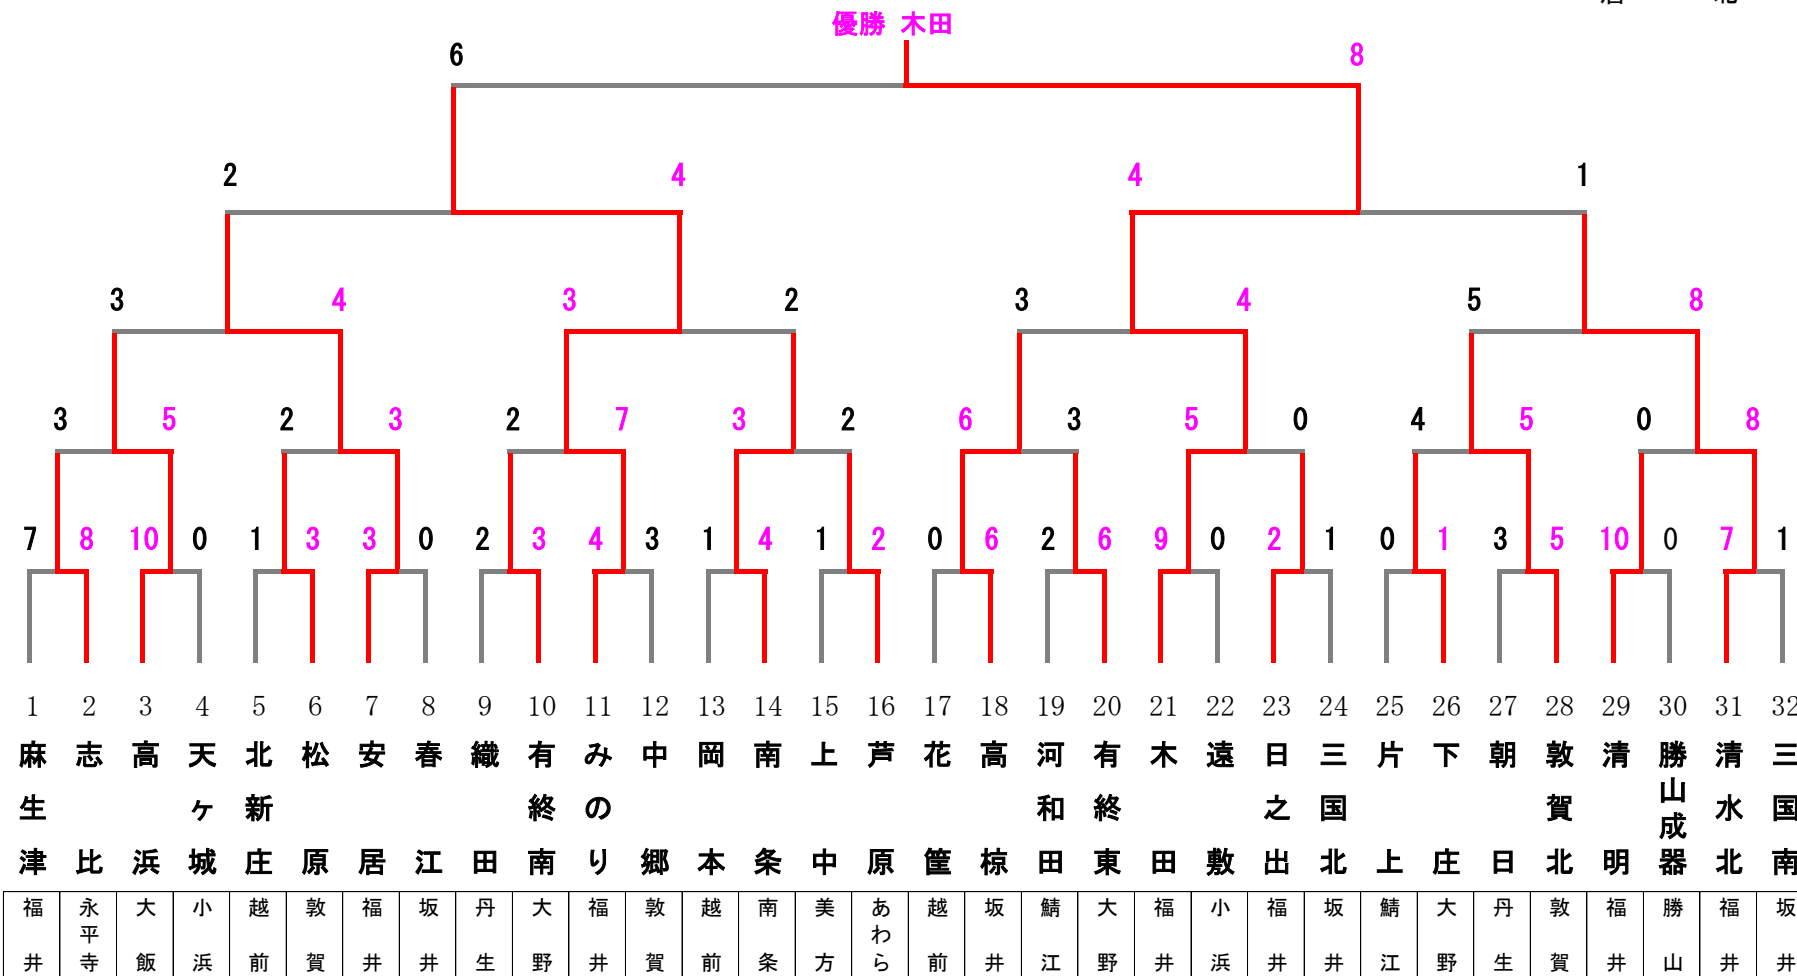 優勝 木田
6 8
2 4 4 1
3 4 3 2 3 4 5 8
3 5 2 3 2 7 3 2 6 3 5 0 4 5 0 8
7 8 10 0 1 3 3 0 2 3 4 3 1 4 1 2 0 6 2 6 9 0 2 1 0 1 3 5 10 0 7 1
1 2 3 4 5 6 7 8 9 10 11 12 13 14 15 16 17 18 19 20 21 22 23 24 25 26 27 28 29 30 31 32
麻生津
志比
高浜
天ヶ城
北新庄
松原
安居
春江
織田
有終南
みのり
中郷
岡本
南条
上中
芦原
花筐
高椋
河和田
有終東
木田
遠敷
日之出
三国北
片上
下庄
朝日
敦賀北
清明
勝山成器
清水北
三国南
福井
永平寺
大飯
小浜
越前
敦賀
福井
坂井
丹生
大野
福井
敦賀
越前
南条
美方
あわら
越前
坂井
鯖江
大野
福井
小浜
福井
坂井
鯖江
大野
丹生
敦賀
福井
勝山
福井
坂井